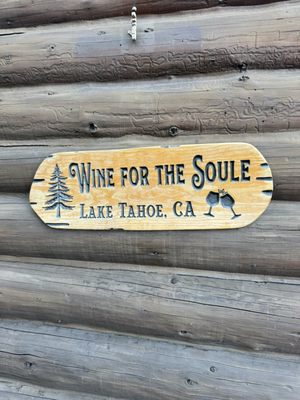 Wine for the Soule
Lake Tahoe, CA